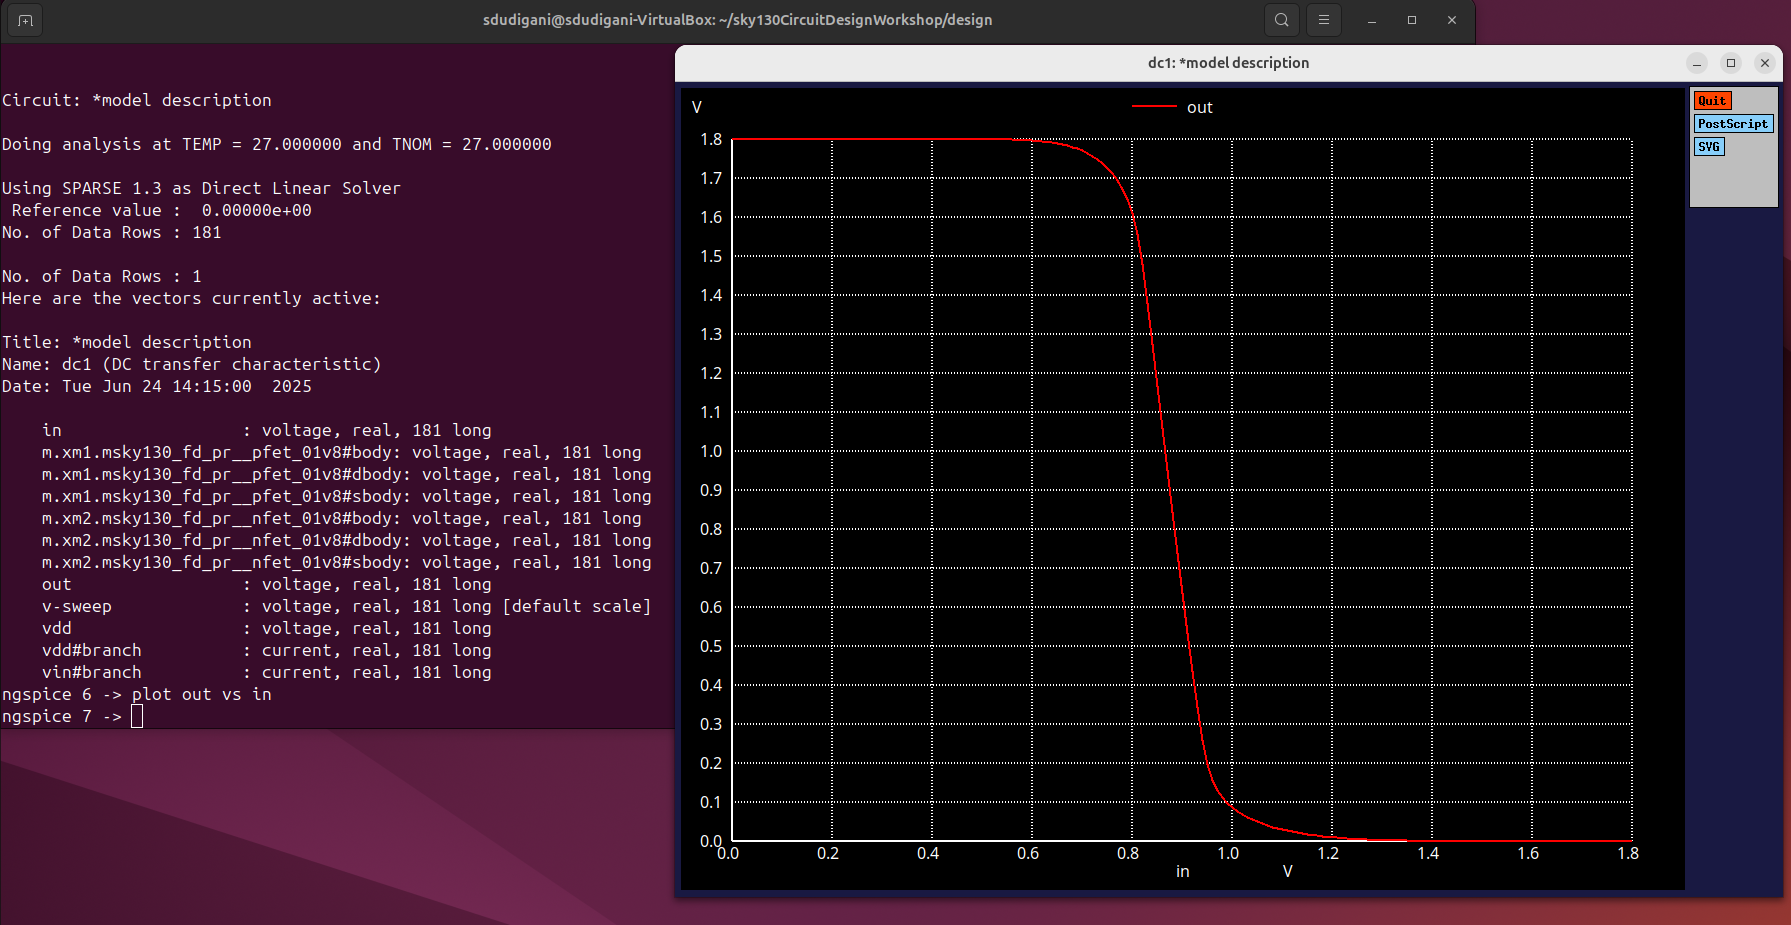 sdudigani@sdudigani-VirtualBox: ~/sky130CircuitDesignWorkshop/design
Circuit: *model description
Doing analysis at TEMP = 27.000000 and TNOM = 27.000000
Using SPARSE 1.3 as Direct Linear Solver
Reference value :  0.00000e+00
No. of Data Rows : 181
No. of Data Rows : 1
Here are the vectors currently active:
Title: *model description
Name: dc1 (DC transfer characteristic)
Date: Tue Jun 24 14:15:00  2025
in                  : voltage, real, 181 long
m.xm1.msky130_fd_pr__pfet_01v8#body: voltage, real, 181 long
m.xm1.msky130_fd_pr__pfet_01v8#dbody: voltage, real, 181 long
m.xm1.msky130_fd_pr__pfet_01v8#sbody: voltage, real, 181 long
m.xm2.msky130_fd_pr__nfet_01v8#body: voltage, real, 181 long
m.xm2.msky130_fd_pr__nfet_01v8#dbody: voltage, real, 181 long
m.xm2.msky130_fd_pr__nfet_01v8#sbody: voltage, real, 181 long
out                 : voltage, real, 181 long
v-sweep             : voltage, real, 181 long [default scale]
vdd                 : voltage, real, 181 long
vdd#branch          : current, real, 181 long
vin#branch          : current, real, 181 long
ngspice 6 -> plot out vs in
ngspice 7 ->
dc1: *model description
V
out
Quit
PostScript
SVG
1.8
1.7
1.6
1.5
1.4
1.3
1.2
1.1
1.0
0.9
0.8
0.7
0.6
0.5
0.4
0.3
0.2
0.1
0.0
0.0 0.2 0.4 0.6 0.8 1.0 1.2 1.4 1.6 1.8
in V